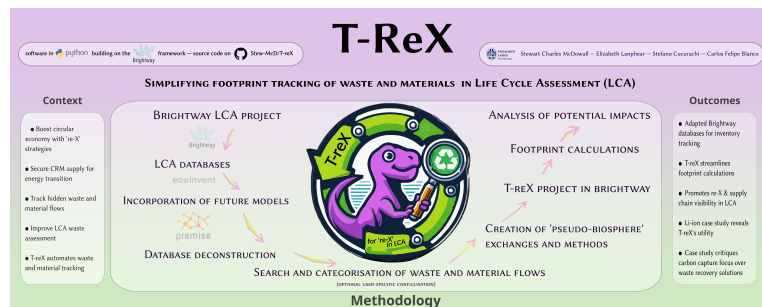 T-ReX
software in python building on the Brightway framework — source code on Stew-McD/T-reX
Universiteit Leiden
Stewart Charles McDowall — Elizabeth Lanphear — Stefano Cucurachi — Carlos Felipe Blanco
Simplifying footprint tracking of waste and materials in Life Cycle Assessment (LCA)
Context
● Boost circular
economy with 're-X'
strategies
● Secure CRM supply for
energy transition
● Track hidden waste and
material flows
● Improve LCA waste
assessment
● T-reX automates waste
and material tracking
Brightway LCA project
Brightway
LCA databases
ecoinvent
Incorporation of future models
premise
Database deconstruction
Search and categorisation of waste and material flows
(optional user-specific configuration)
T-reX
for 're-X'
in LCA
Creation of 'pseudo-biosphere'
exchanges and methods
T-reX project in brightway
Footprint calculations
Analysis of potential impacts
Methodology
Outcomes
● Adapted Brightway
databases for inventory
tracking
● T-reX streamlines
footprint calculations
● Promotes re-X & supply
chain visibility in LCA
● Li-ion case study reveals
T-reX's utility
● Case study critiques
carbon capture focus over
waste recovery solutions